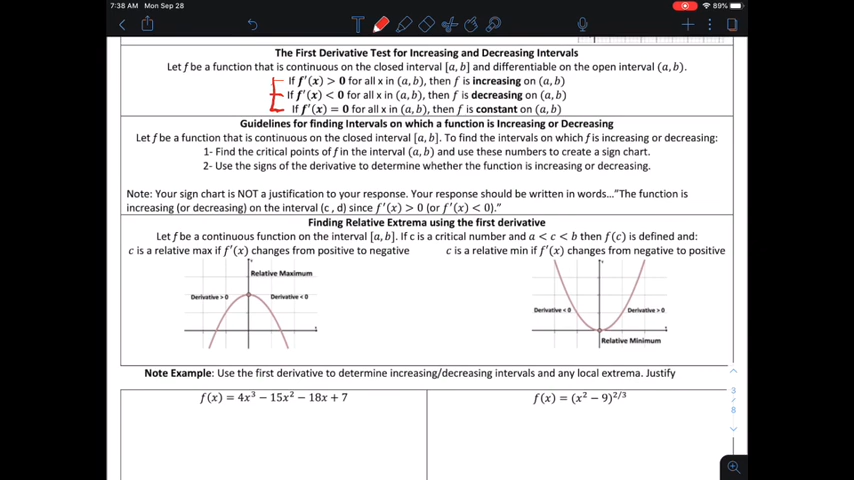 7:38 AM Mon Sep 28
89%
T
The First Derivative Test for Increasing and Decreasing Intervals
Let f be a function that is continuous on the closed interval [a, b] and differentiable on the open interval (a, b).
If f′(x) > 0 for all x in (a, b), then f is increasing on (a, b)
If f′(x) < 0 for all x in (a, b), then f is decreasing on (a, b)
If f′(x) = 0 for all x in (a, b), then f is constant on (a, b)
Guidelines for finding Intervals on which a function is Increasing or Decreasing
Let f be a function that is continuous on the closed interval [a, b]. To find the intervals on which f is increasing or decreasing:
1- Find the critical points of f in the interval (a, b) and use these numbers to create a sign chart.
2- Use the signs of the derivative to determine whether the function is increasing or decreasing.
Note: Your sign chart is NOT a justification to your response. Your response should be written in words…"The function is
increasing (or decreasing) on the interval (c , d) since f′(x) > 0 (or f′(x) < 0)."
Finding Relative Extrema using the first derivative
Let f be a continuous function on the interval [a, b]. If c is a critical number and a < c < b then f(c) is defined and:
c is a relative max if f′(x) changes from positive to negative
c is a relative min if f′(x) changes from negative to positive
Relative Maximum
Derivative > 0
Derivative < 0
Derivative < 0
Derivative > 0
Relative Minimum
Note Example: Use the first derivative to determine increasing/decreasing intervals and any local extrema. Justify
f(x) = 4x³ − 15x² − 18x + 7
f(x) = (x² − 9)^{2/3}
3
/
8